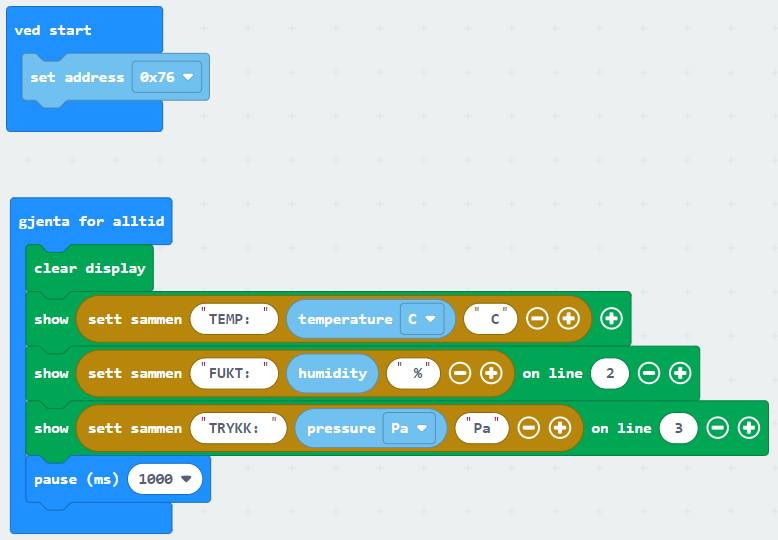 ved start
set address 0x76
gjenta for alltid
clear display
show sett sammen "TEMP: " temperature C " C"
show sett sammen "FUKT: " humidity " %" on line 2
show sett sammen "TRYKK: " pressure Pa "Pa" on line 3
pause (ms) 1000